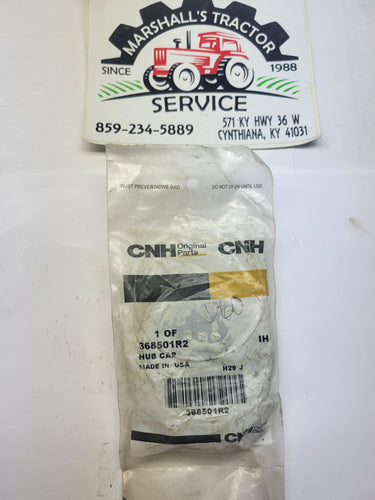 MARSHALL'S TRACTOR
SINCE 1988
SERVICE
859-234-5889
571 KY HWY 36 W
CYNTHIANA, KY 41031
RUST PREVENTATIVE BAG
DO NOT OPEN UNTIL USE
CNH Original Parts
CNH
1 OF
368501R2
IH
HUB CAP
MADE IN USA
H29 J
368501R2
CNH
CNH